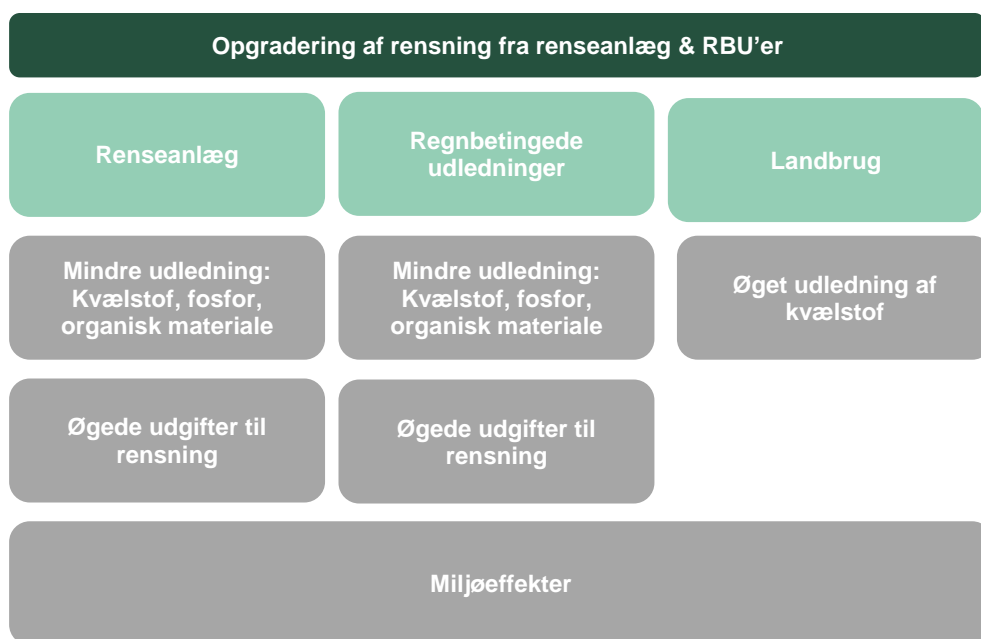 Opgradering af rensning fra renseanlæg & RBU’er
Renseanlæg
Regnbetingede
udledninger
Landbrug
Mindre udledning:
Kvælstof, fosfor,
organisk materiale
Mindre udledning:
Kvælstof, fosfor,
organisk materiale
Øget udledning af
kvælstof
Øgede udgifter til
rensning
Øgede udgifter til
rensning
Miljøeffekter